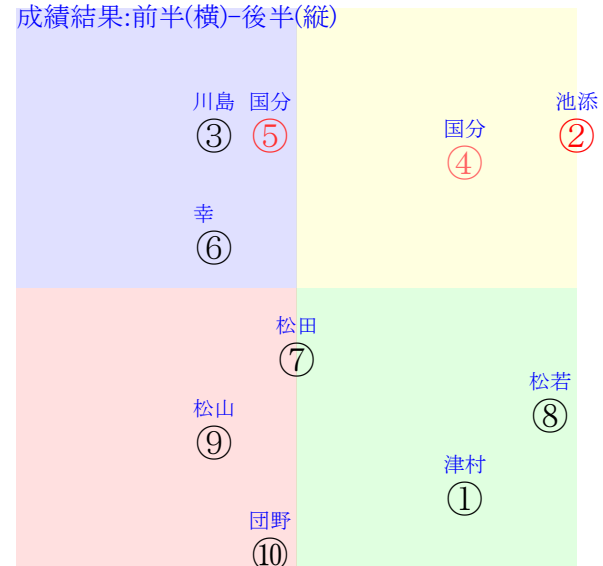 成績結果:前半(横)-後半(縦)
川島 国分 池添
③ ⑤ ②
国分
④
幸
⑥
松田
⑦
松若
⑧
松山
⑨
津村
①
団野
⑩